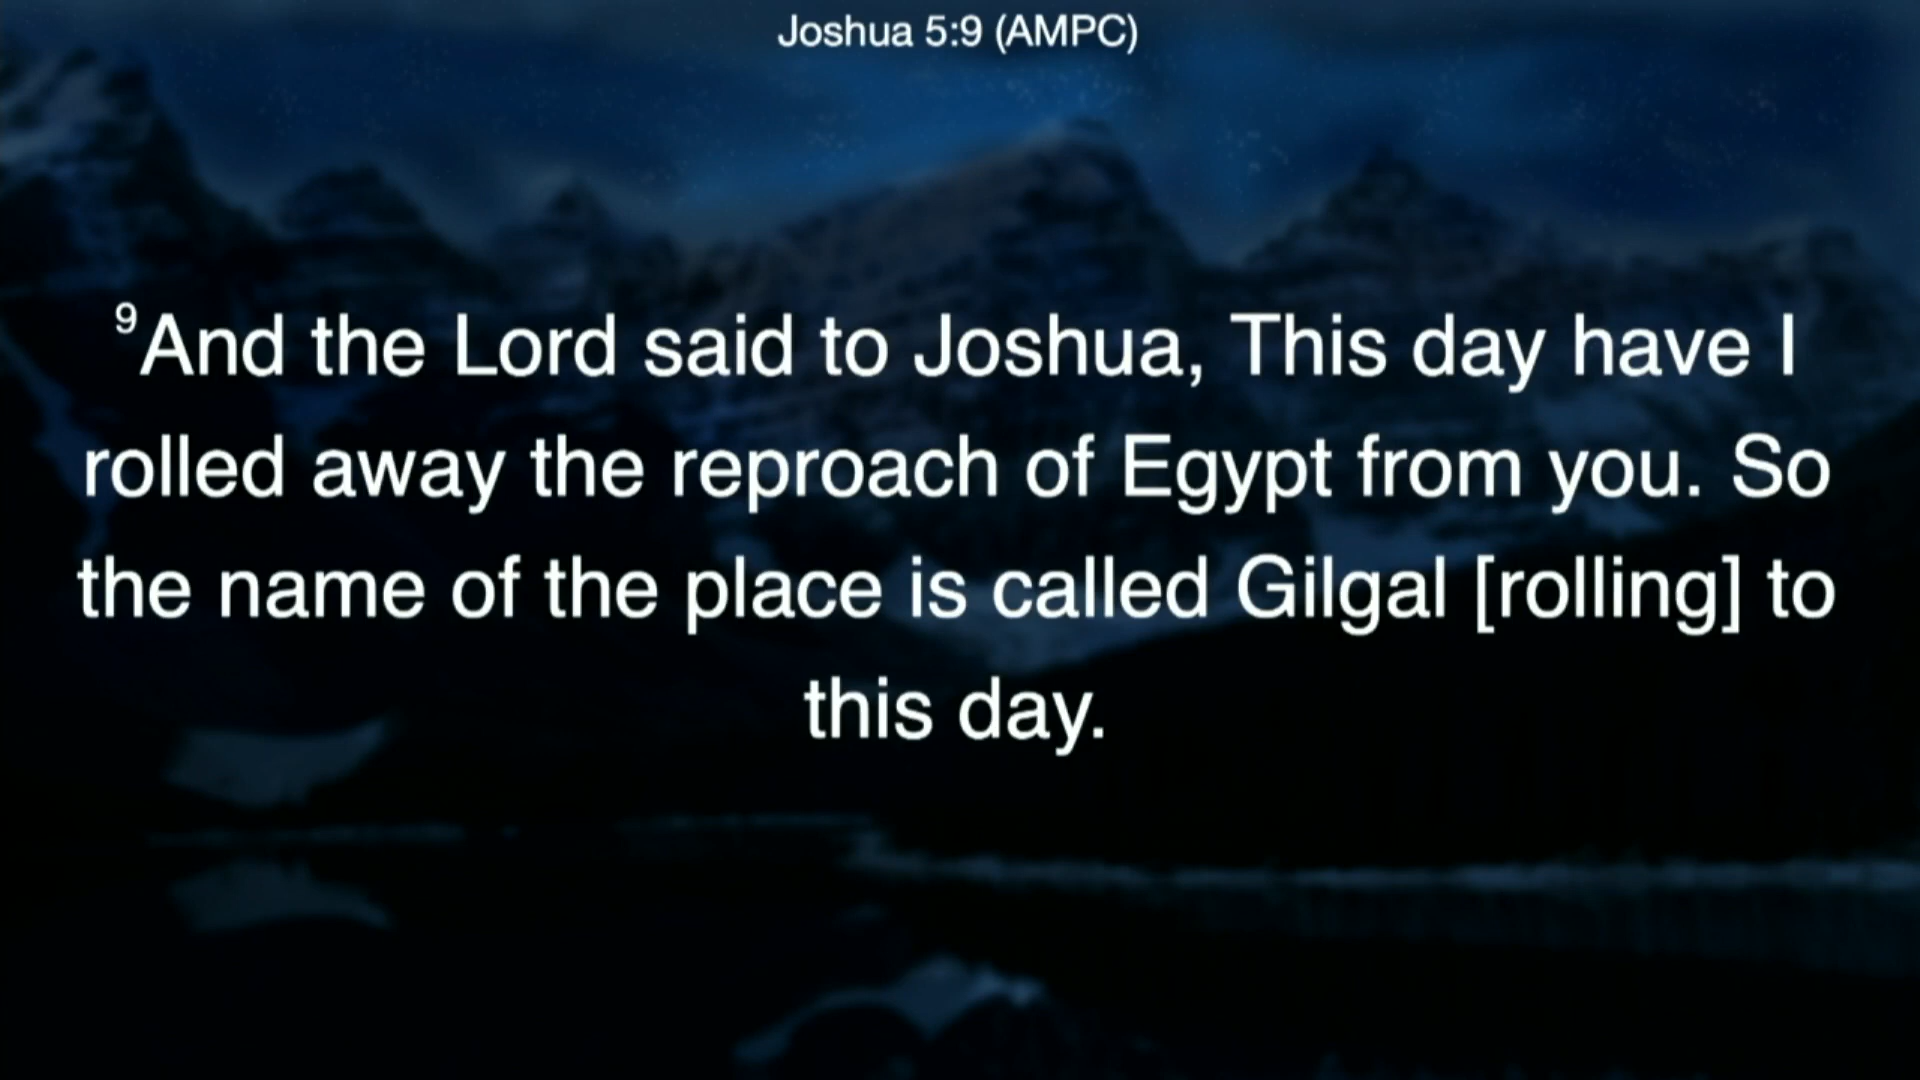 Joshua 5:9 (AMPC)
⁹And the Lord said to Joshua, This day have I
rolled away the reproach of Egypt from you. So
the name of the place is called Gilgal [rolling] to
this day.